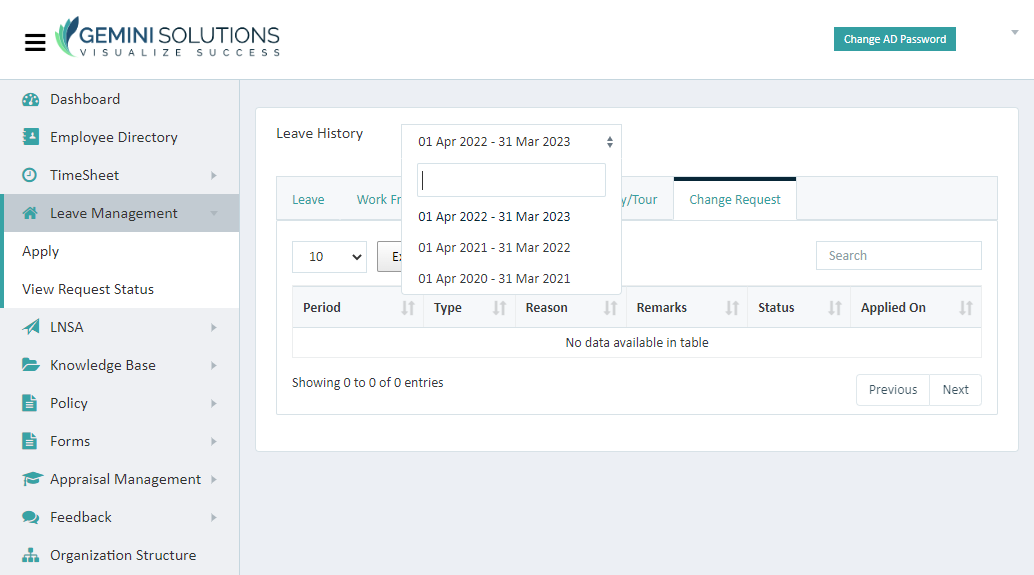 GEMINI SOLUTIONS
VISUALIZE SUCCESS
Change AD Password
Dashboard
Employee Directory
TimeSheet
Leave Management
Apply
View Request Status
LNSA
Knowledge Base
Policy
Forms
Appraisal Management
Feedback
Organization Structure
Leave History
01 Apr 2022 - 31 Mar 2023
01 Apr 2022 - 31 Mar 2023
01 Apr 2021 - 31 Mar 2022
01 Apr 2020 - 31 Mar 2021
Leave Work Fr y/Tour Change Request
10 Ex Search
Period Type Reason Remarks Status Applied On
No data available in table
Showing 0 to 0 of 0 entries
Previous Next